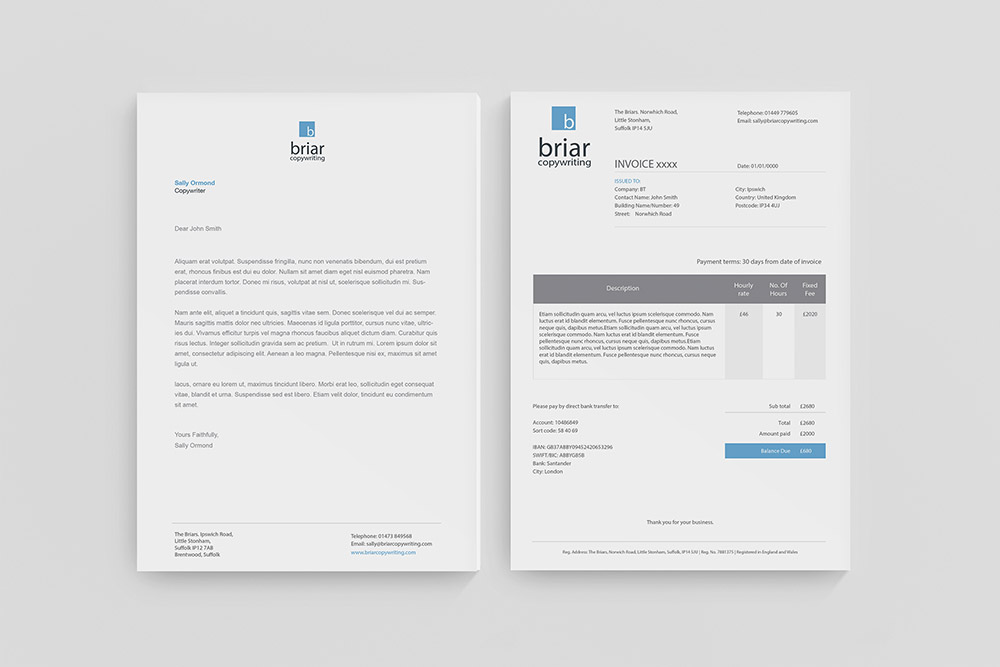 b
briar
copywriting
Sally Ormond
Copywriter
Dear John Smith
Aliquam erat volutpat. Suspendisse fringilla, nunc non venenatis bibendum, dui est pretium
erat, rhoncus finibus est dui eu dolor. Nullam sit amet diam eget nisl euismod pharetra. Nam
placerat interdum tortor. Donec mi risus, volutpat at nisl ut, scelerisque sollicitudin mi. Sus-
pendisse convallis.
Nam ante elit, aliquet a tincidunt quis, sagittis vitae sem. Donec scelerisque vel dui ac semper.
Mauris sagittis mattis dolor nec ultricies. Maecenas id ligula porttitor, cursus nunc vitae, ultric-
ies dui. Vivamus efficitur turpis vel magna rhoncus faucibus aliquet dictum diam. Curabitur quis
risus lectus. Integer sollicitudin gravida sem ac pretium. Ut in rutrum mi. Lorem ipsum dolor sit
amet, consectetur adipiscing elit. Aenean a leo magna. Pellentesque nisi ex, maximus sit amet
ligula ut.
lacus, ornare eu lorem ut, maximus tincidunt libero. Morbi erat leo, sollicitudin eget consequat
vitae, blandit et urna. Suspendisse sed est libero. Etiam velit dolor, tincidunt eu condimentum
sit amet.
Yours Faithfully,
Sally Ormond
The Briars, Ipswich Road,
Little Stonham,
Suffolk IP12 7AB
Brentwood, Suffolk
Telephone: 01473 849568
Email: sally@briarcopywriting.com
www.briarcopywriting.com
b
briar
copywriting
The Briars, Norwhich Road,
Little Stonham,
Suffolk IP14 5JU
Telephone: 01449 779605
Email: sally@briarcopywriting.com
INVOICE xxxx
Date: 01/01/0000
ISSUED TO:
Company: BT
Contact Name: John Smith
Building Name/Number: 49
Street: Norwhich Road
City: Ipswich
Country: United Kingdom
Postcode: IP34 4UJ
Payment terms: 30 days from date of invoice
Description
Hourly
rate
No. Of
Hours
Fixed
Fee
Etiam sollicitudin quam arcu, vel luctus ipsum scelerisque commodo. Nam
luctus erat id blandit elementum. Fusce pellentesque nunc rhoncus, cursus
neque quis, dapibus metus.Etiam sollicitudin quam arcu, vel luctus ipsum
scelerisque commodo. Nam luctus erat id blandit elementum. Fusce
pellentesque nunc rhoncus, cursus neque quis, dapibus metus.Etiam
sollicitudin quam arcu, vel luctus ipsum scelerisque commodo. Nam luctus
erat id blandit elementum. Fusce pellentesque nunc rhoncus, cursus neque
quis, dapibus metus.
£46
30
£2020
Please pay by direct bank transfer to:
Account: 10486849
Sort code: 58 40 69
IBAN: GB37ABBY09452420653296
SWIFT/BIC: ABBYGB5B
Bank: Santander
City: London
Sub total £2680
Total £2680
Amount paid £2000
Balance Due £680
Thank you for your business.
Reg. Address: The Briars, Norwich Road, Little Stonham, Suffolk, IP14 5JU | Reg. No. 7881375 | Registered in England and Wales